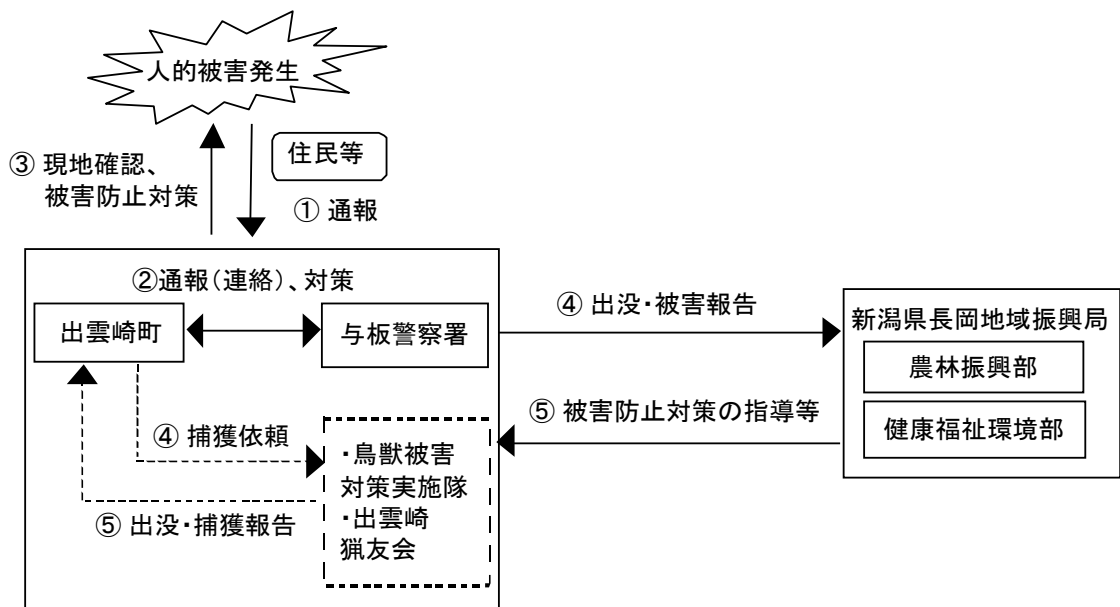 人的被害発生
住民等
③ 現地確認、
被害防止対策
① 通報
②通報(連絡)、対策
出雲崎町
与板警察署
④ 出没・被害報告
新潟県長岡地域振興局
農林振興部
健康福祉環境部
⑤ 被害防止対策の指導等
④ 捕獲依頼
・鳥獣被害
対策実施隊
・出雲崎
猟友会
⑤ 出没・捕獲報告